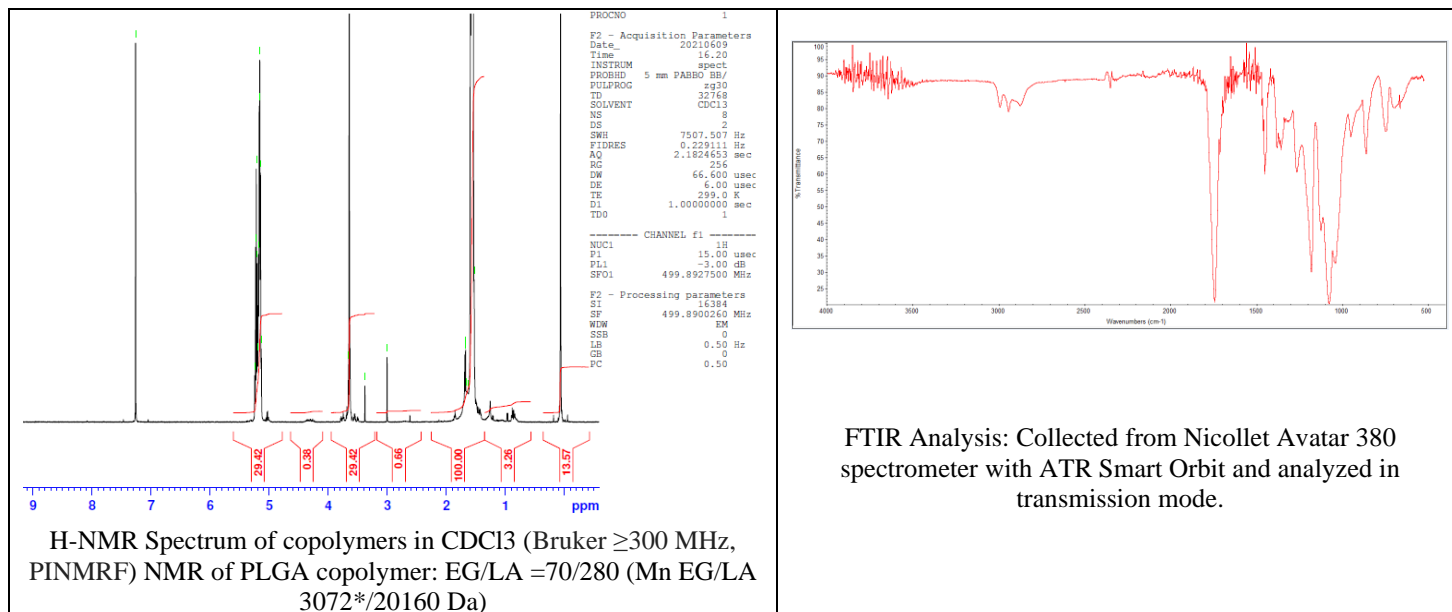 PROCNO 1
F2 - Acquisition Parameters
Date_ 20210609
Time 16.20
INSTRUM spect
PROBHD 5 mm PABBO BB/
PULPROG zg30
TD 32768
SOLVENT CDCl3
NS 8
DS 2
SWH 7507.507 Hz
FIDRES 0.229111 Hz
AQ 2.1824653 sec
RG 256
DW 66.600 usec
DE 6.00 usec
TE 299.0 K
D1 1.00000000 sec
TD0 1
======== CHANNEL f1 ========
NUC1 1H
P1 15.00 usec
PL1 -3.00 dB
SFO1 499.8927500 MHz
F2 - Processing parameters
SI 16384
SF 499.8900260 MHz
WDW EM
SSB 0
LB 0.50 Hz
GB 0
PC 0.50
29.42 0.38 29.42 0.66 100.00 3.26 13.57
9 8 7 6 5 4 3 2 1 ppm
H-NMR Spectrum of copolymers in CDCl3 (Bruker ≥300 MHz,
PINMRF) NMR of PLGA copolymer: EG/LA =70/280 (Mn EG/LA
3072*/20160 Da)
100
95
90
85
80
75
70
65
60
55
50
45
40
35
30
25
%Transmittance
4000 3500 3000 2500 2000 1500 1000 500
Wavenumbers (cm-1)
FTIR Analysis: Collected from Nicollet Avatar 380
spectrometer with ATR Smart Orbit and analyzed in
transmission mode.